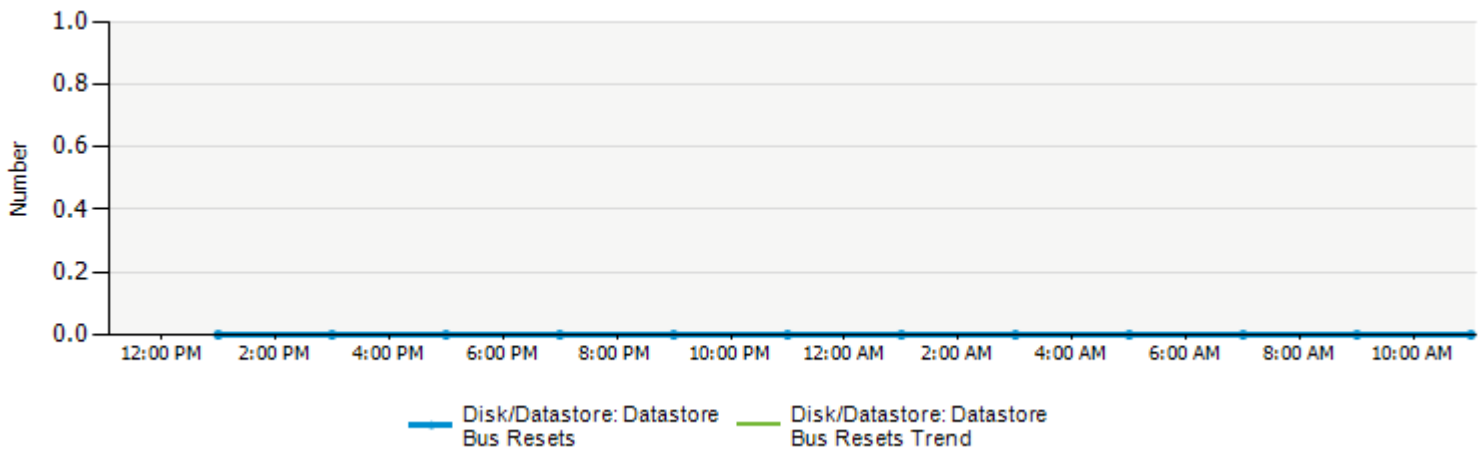 1.0
0.8
0.6
0.4
0.2
0.0
Number
12:00 PM 2:00 PM 4:00 PM 6:00 PM 8:00 PM 10:00 PM 12:00 AM 2:00 AM 4:00 AM 6:00 AM 8:00 AM 10:00 AM
Disk/Datastore: Datastore
Bus Resets
Disk/Datastore: Datastore
Bus Resets Trend